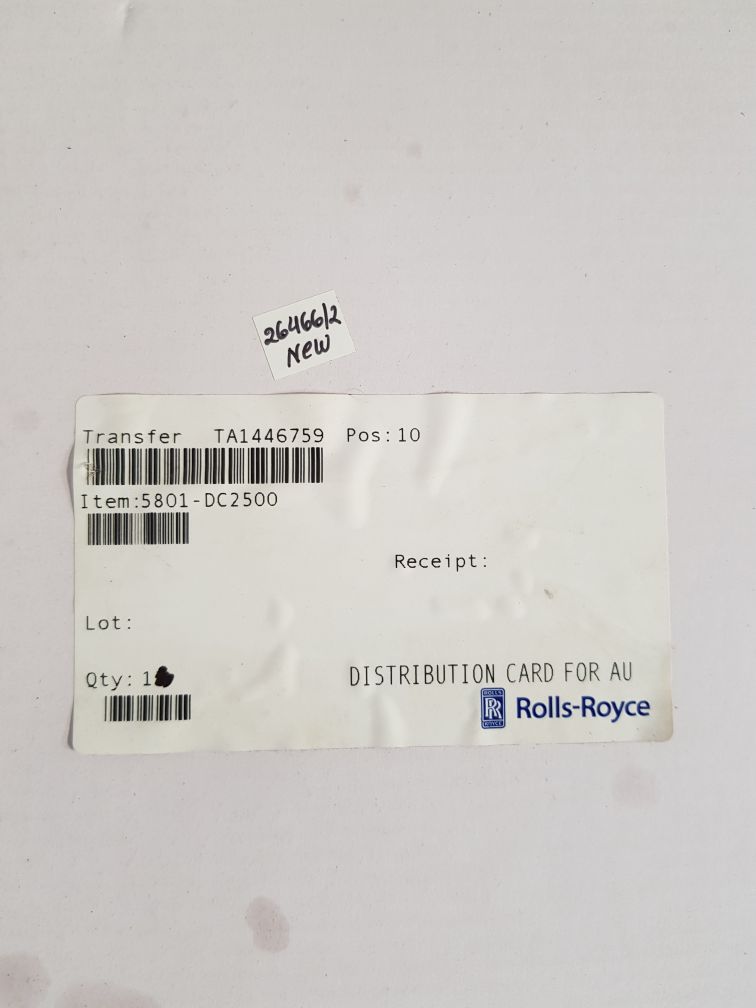 26466/2
New
Transfer TA1446759 Pos:10
Item:5801-DC2500
Receipt:
Lot:
Qty: 1
DISTRIBUTION CARD FOR AU
ROLLS
RR
ROYCE
Rolls-Royce